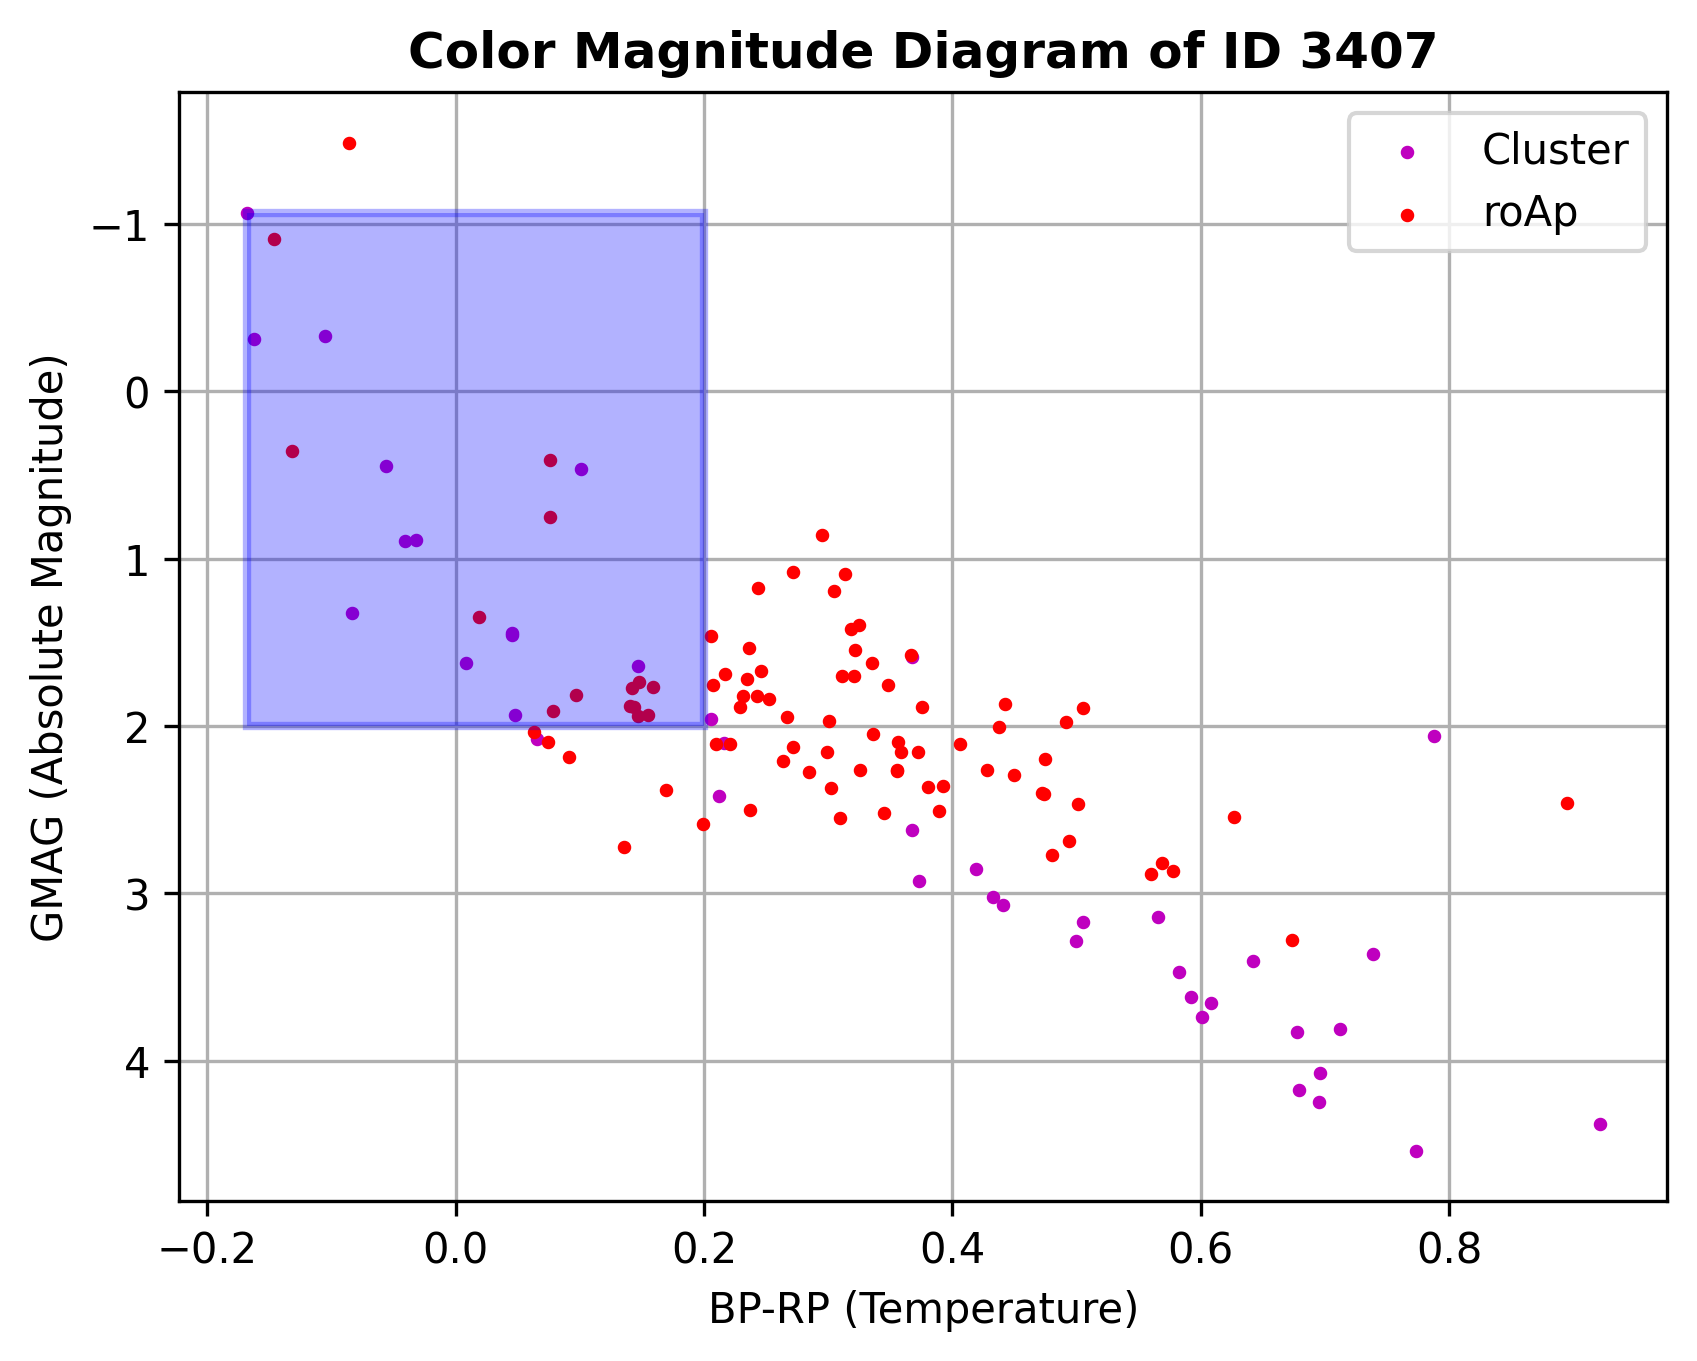 Color Magnitude Diagram of ID 3407
Cluster
roAp
−1
0
1
2
3
4
GMAG (Absolute Magnitude)
−0.2 0.0 0.2 0.4 0.6 0.8
BP-RP (Temperature)